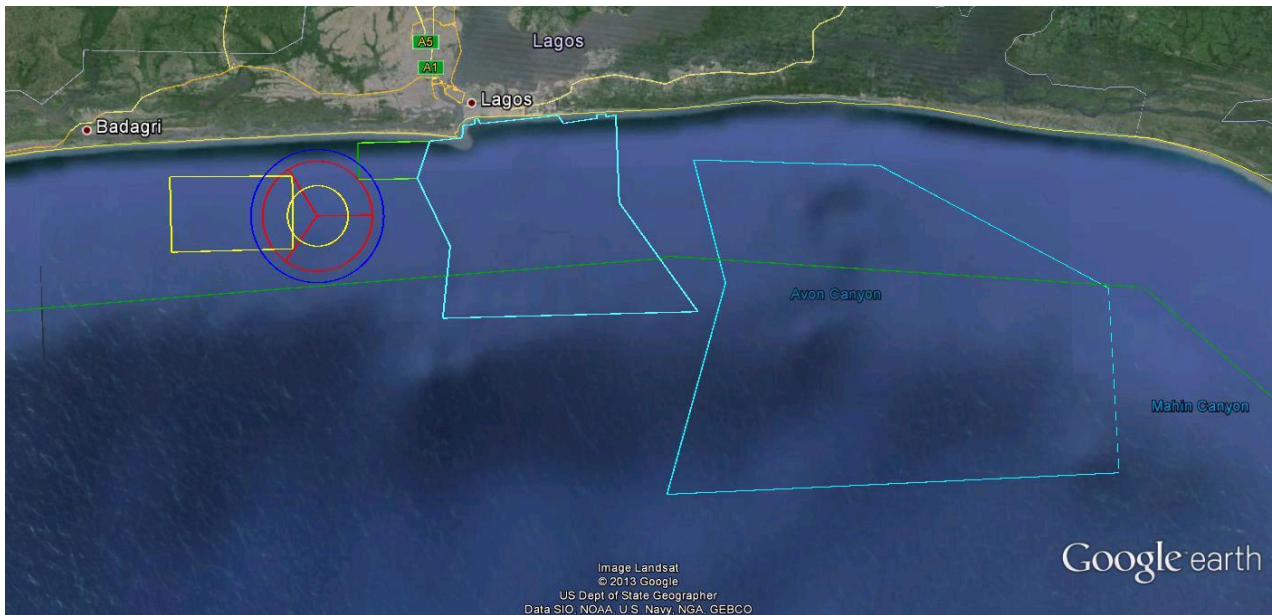 A5
Lagos
A1
Lagos
Badagri
Avon Canyon
Mahin Canyon
Google earth
Image Landsat
© 2013 Google
US Dept of State Geographer
Data SIO, NOAA, U.S. Navy, NGA, GEBCO